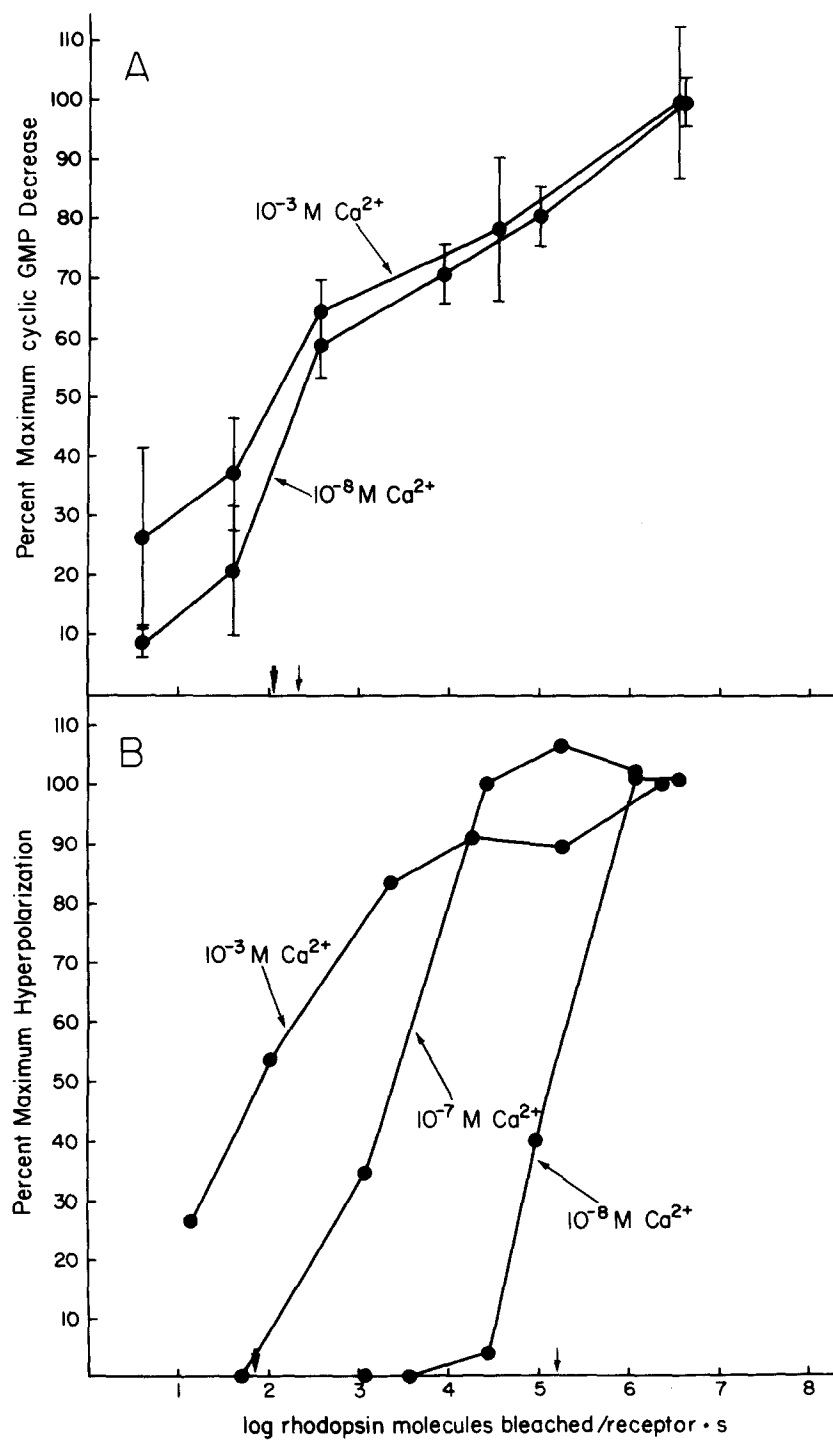 A
Percent Maximum cyclic GMP Decrease
110
100
90
80
70
60
50
40
30
20
10
10⁻³ M Ca²⁺
10⁻⁸ M Ca²⁺
B
Percent Maximum Hyperpolarization
110
100
90
80
70
60
50
40
30
20
10
10⁻³ M Ca²⁺
10⁻⁷ M Ca²⁺
10⁻⁸ M Ca²⁺
1 2 3 4 5 6 7 8
log rhodopsin molecules bleached/receptor · s